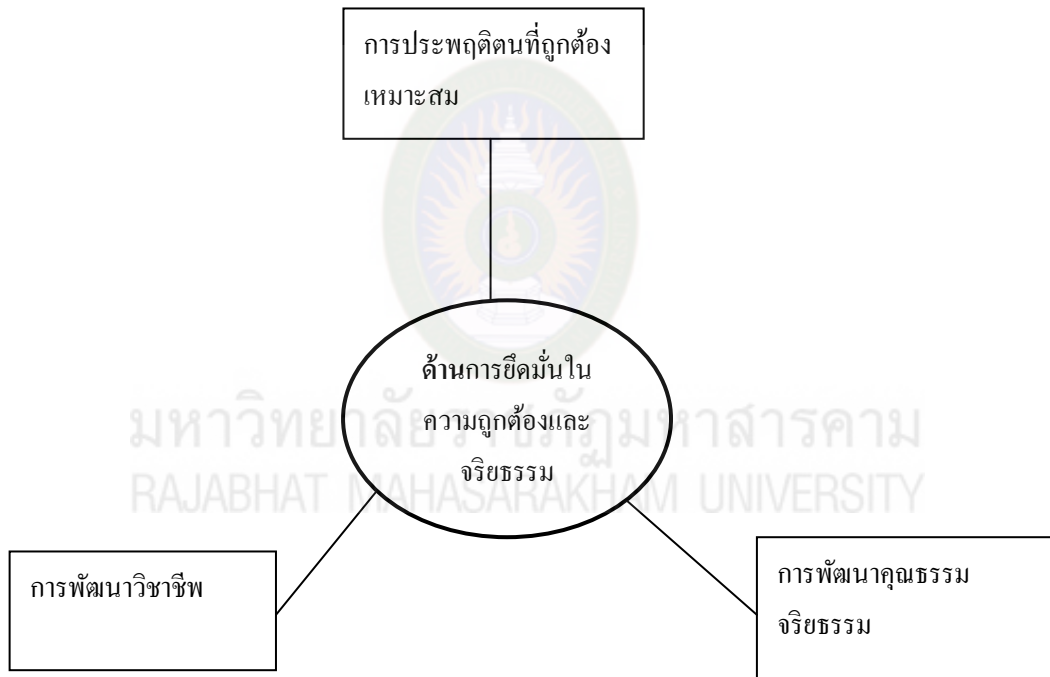 การประพฤติตนที่ถูกต้อง
เหมาะสม
ด้านการยึดมั่นใน
ความถูกต้องและ
จริยธรรม
มหาวิทยาลัยราชภัฏมหาสารคาม
RAJABHAT MAHASARAKHAM UNIVERSITY
การพัฒนาวิชาชีพ
การพัฒนาคุณธรรม
จริยธรรม